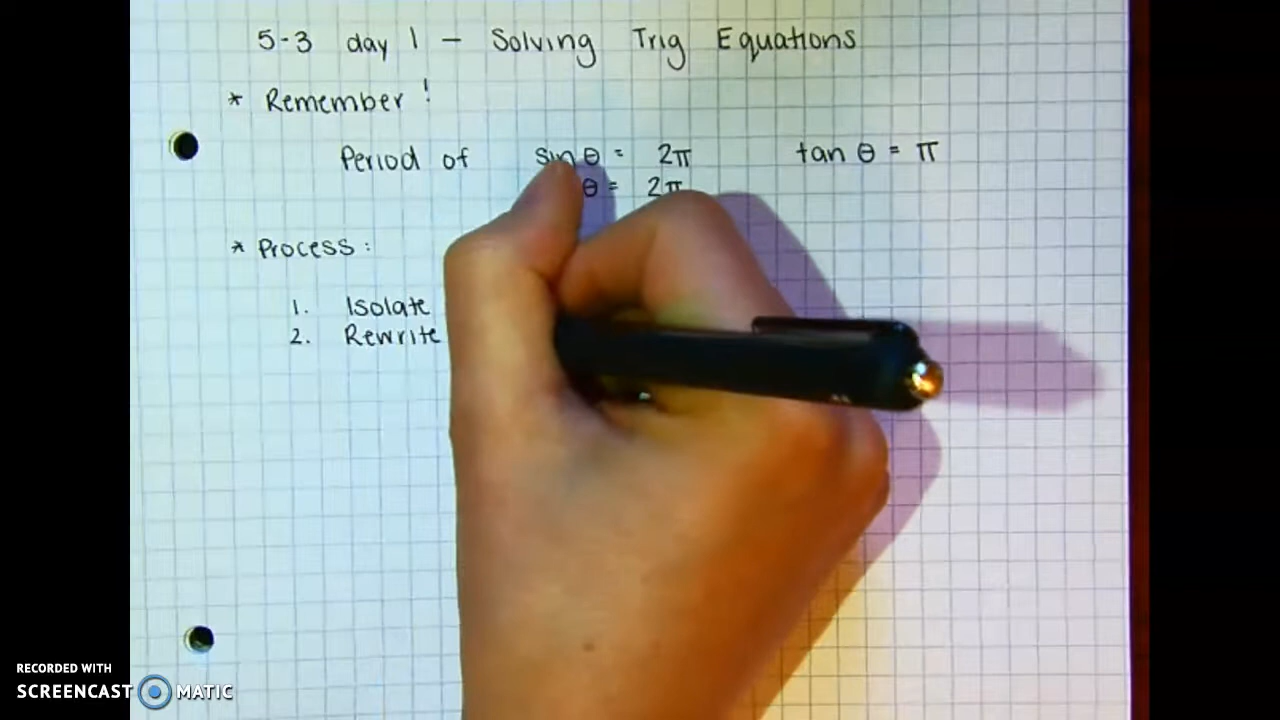 5-3 day 1 – Solving Trig Equations
* Remember!
Period of sin θ = 2π tan θ = π
θ = 2π
* Process:
1. Isolate
2. Rewrite
RECORDED WITH
SCREENCAST MATIC